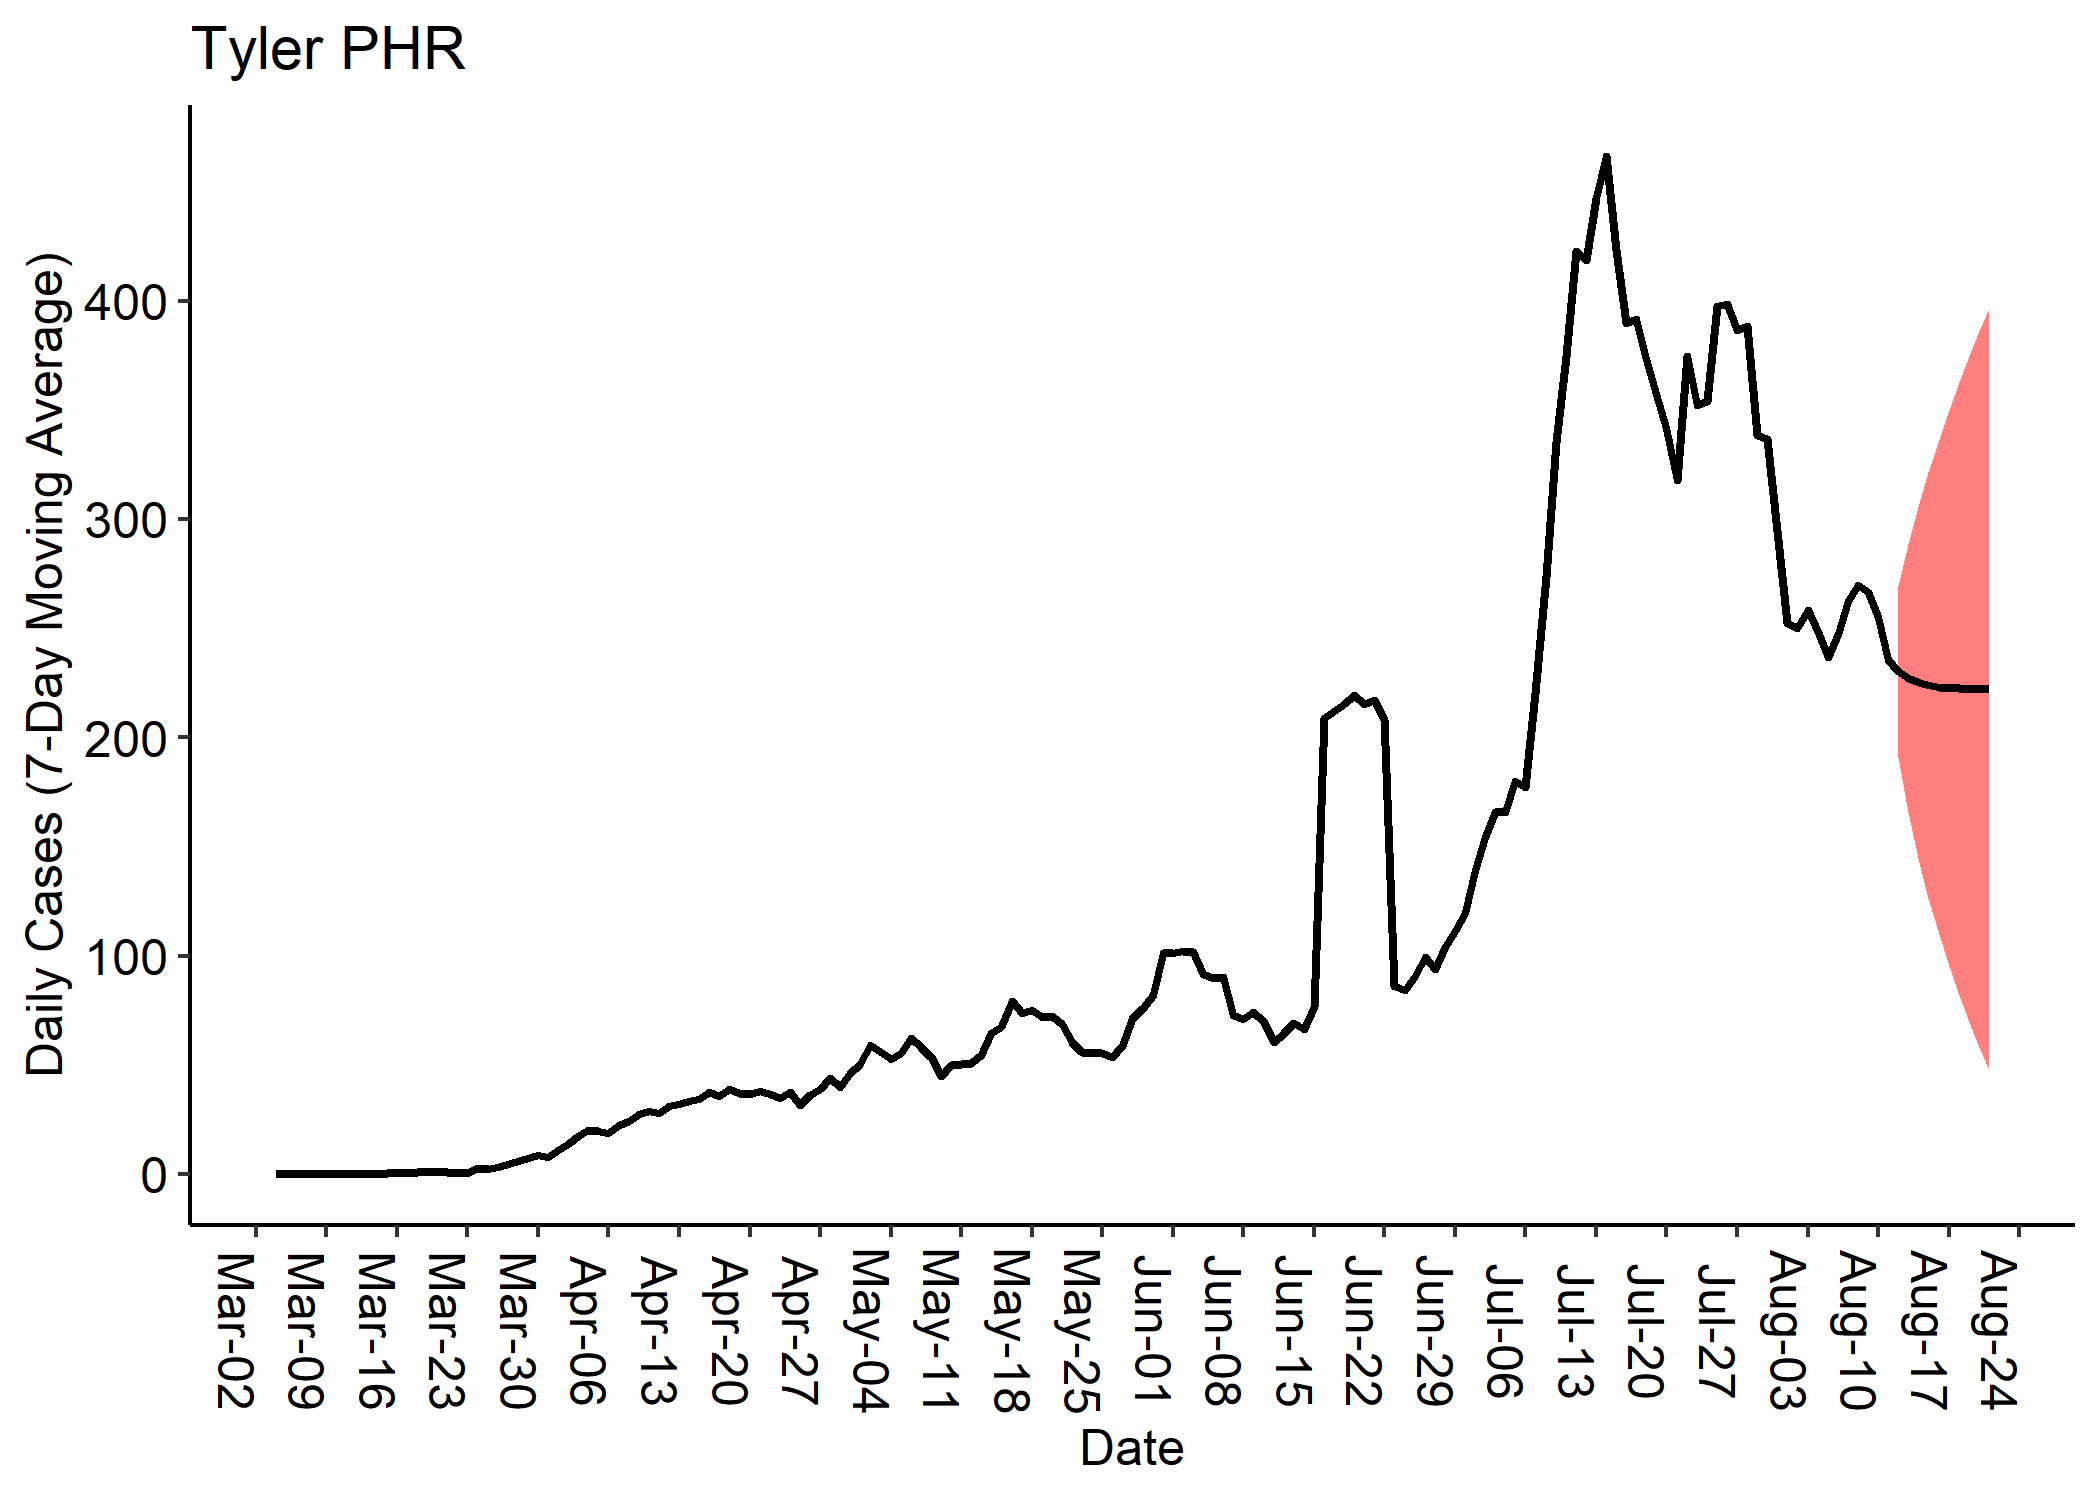 Tyler PHR
Daily Cases (7-Day Moving Average)
400
300
200
100
0
Mar-02
Mar-09
Mar-16
Mar-23
Mar-30
Apr-06
Apr-13
Apr-20
Apr-27
May-04
May-11
May-18
May-25
Jun-01
Jun-08
Jun-15
Jun-22
Jun-29
Jul-06
Jul-13
Jul-20
Jul-27
Aug-03
Aug-10
Aug-17
Aug-24
Date